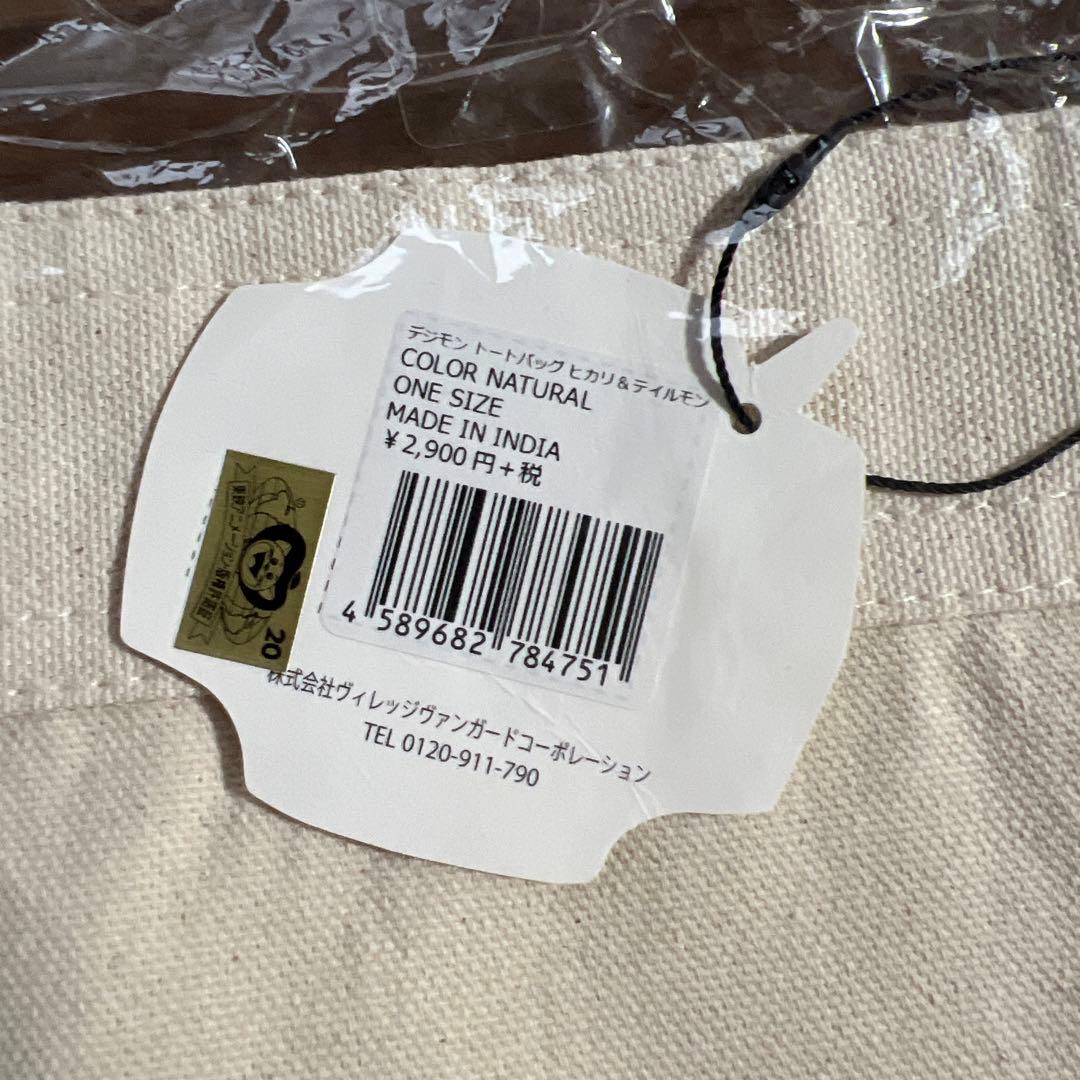 デジモン トートバッグ ヒカリ&テイルモン
COLOR NATURAL
ONE SIZE
MADE IN INDIA
¥2,900円+税
4 589682 784751
20
株式会社ヴィレッジヴァンガードコーポレーション
TEL 0120-911-790